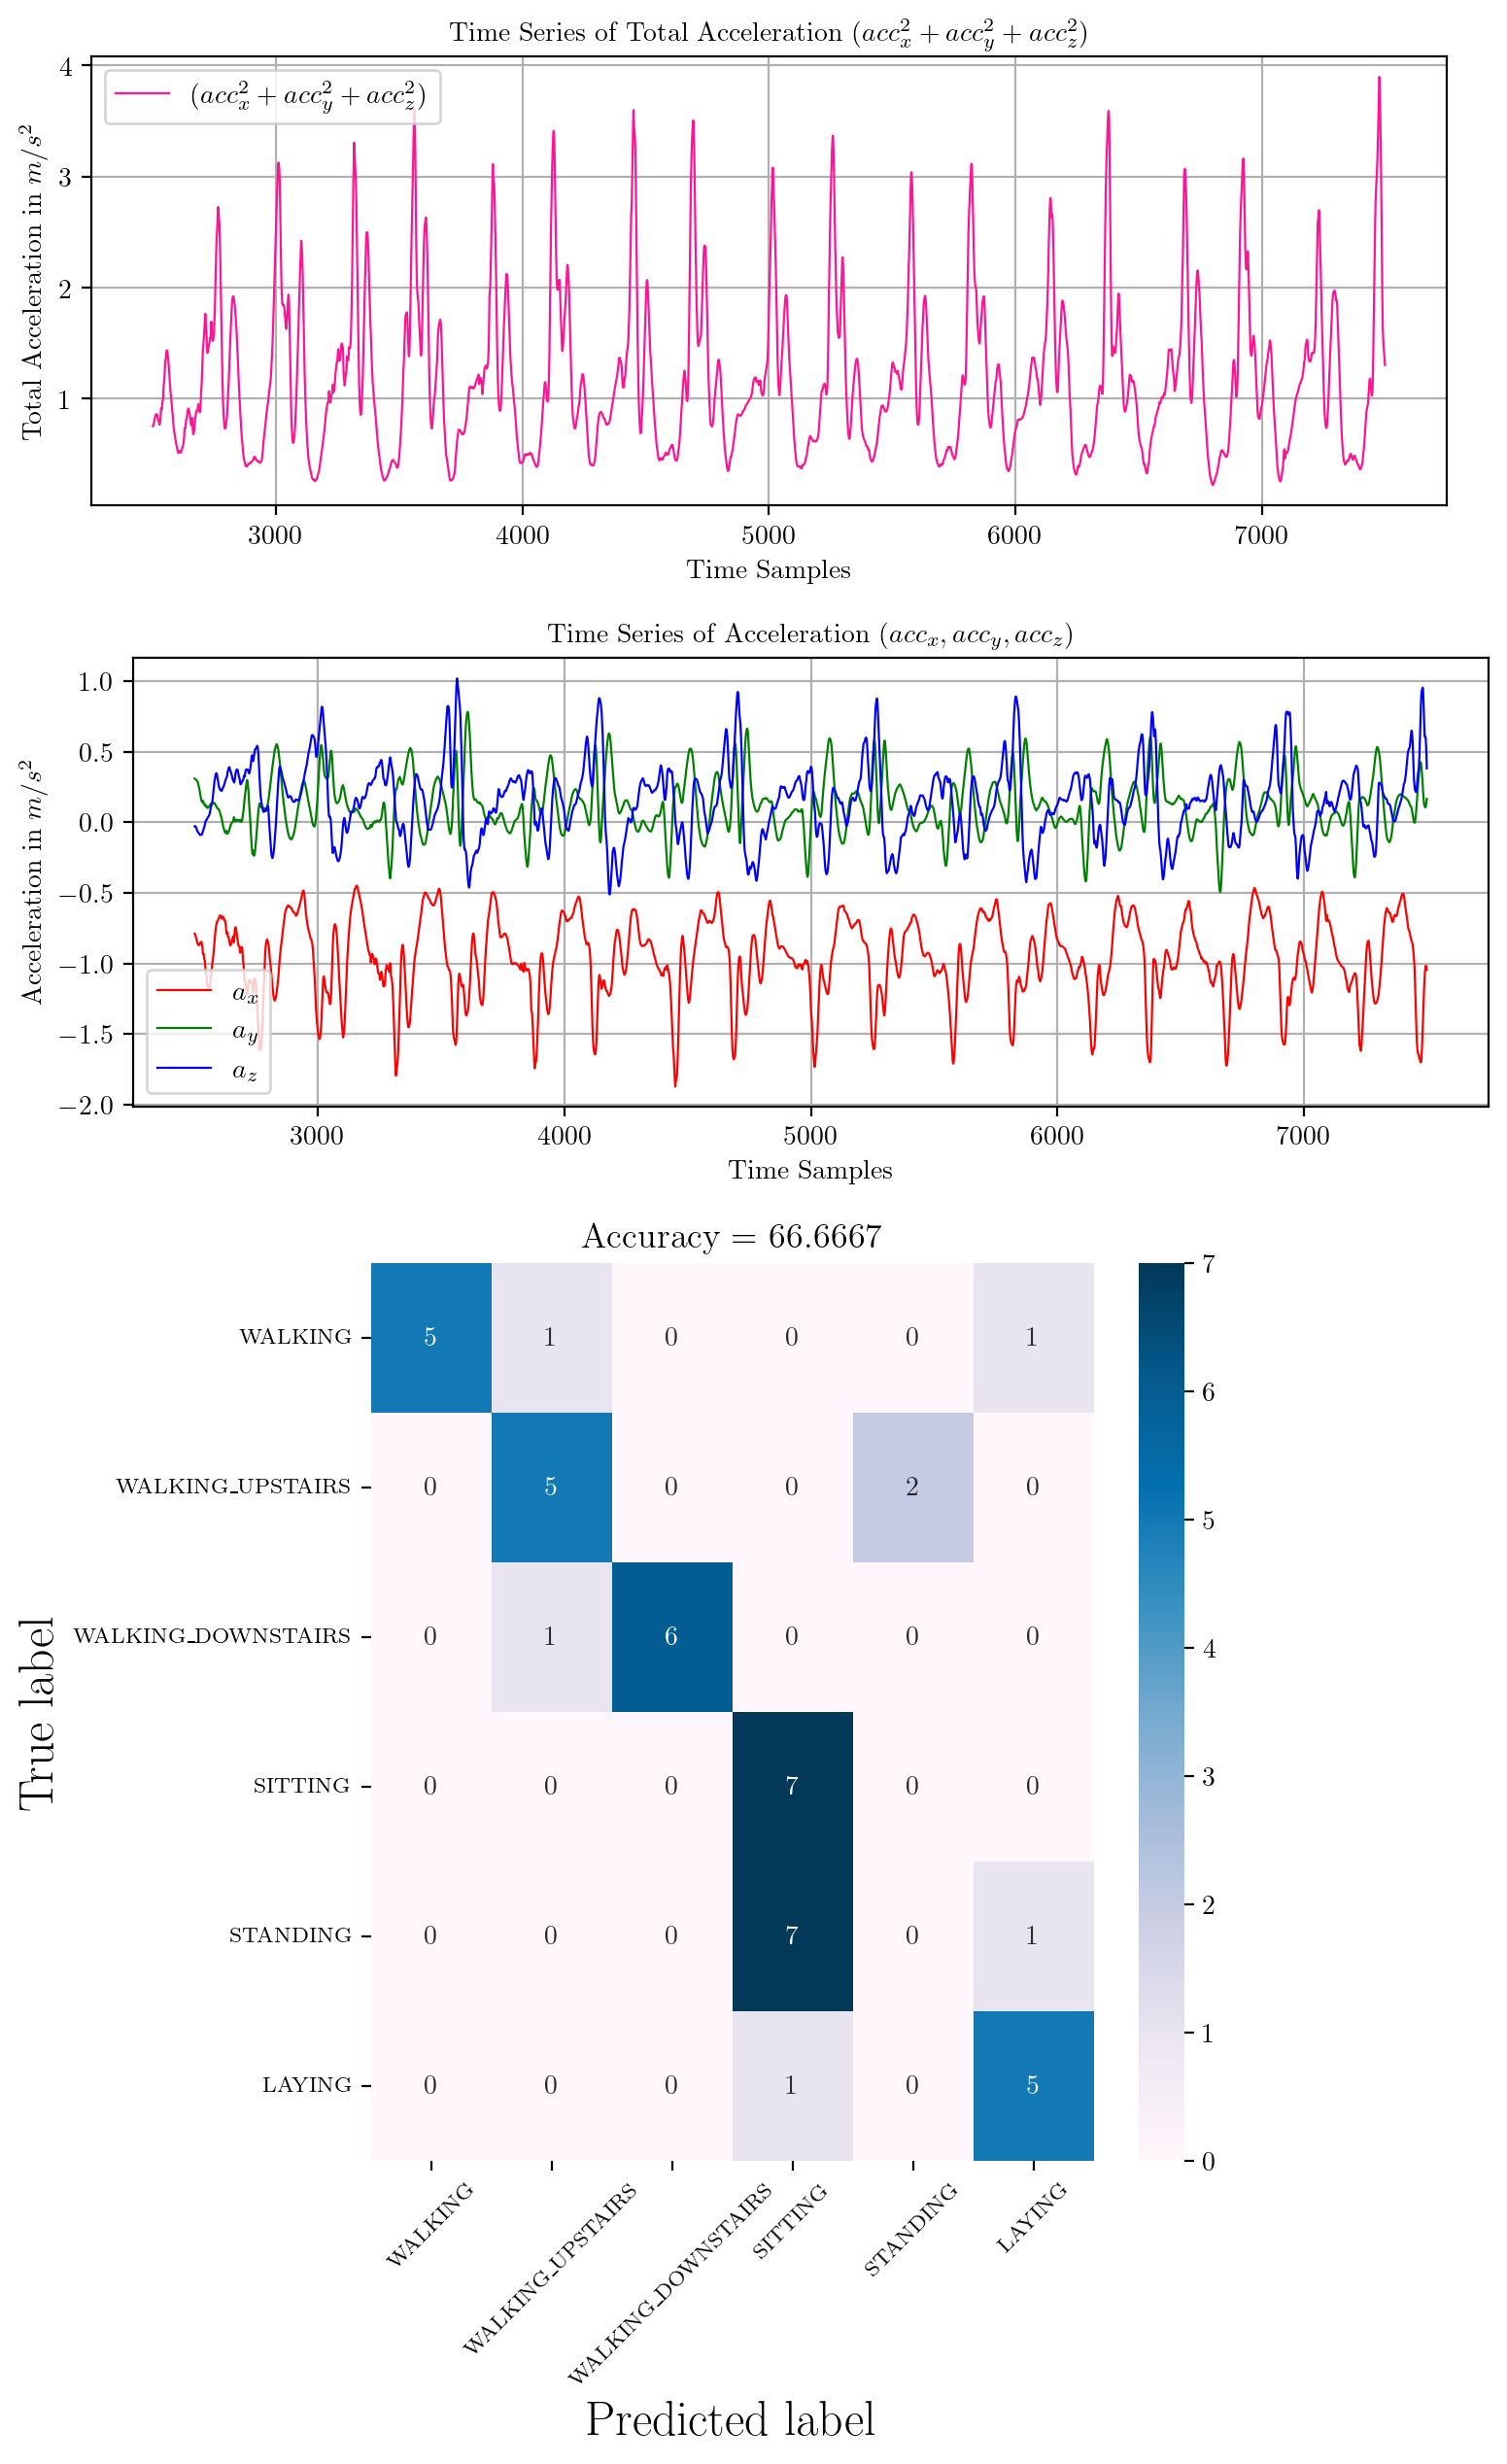 Time Series of Total Acceleration (acc_x^2 + acc_y^2 + acc_z^2)
(acc_x^2 + acc_y^2 + acc_z^2)
Total Acceleration in m/s^2
4
3
2
1
3000 4000 5000 6000 7000
Time Samples
Time Series of Acceleration (acc_x, acc_y, acc_z)
Acceleration in m/s^2
1.0
0.5
0.0
−0.5
−1.0
−1.5
−2.0
a_x
a_y
a_z
3000 4000 5000 6000 7000
Time Samples
Accuracy = 66.6667
True label
WALKING 5 1 0 0 0 1
WALKING_UPSTAIRS 0 5 0 0 2 0
WALKING_DOWNSTAIRS 0 1 6 0 0 0
SITTING 0 0 0 7 0 0
STANDING 0 0 0 7 0 1
LAYING 0 0 0 1 0 5
7
6
5
4
3
2
1
0
WALKING
WALKING_UPSTAIRS
WALKING_DOWNSTAIRS
SITTING
STANDING
LAYING
Predicted label